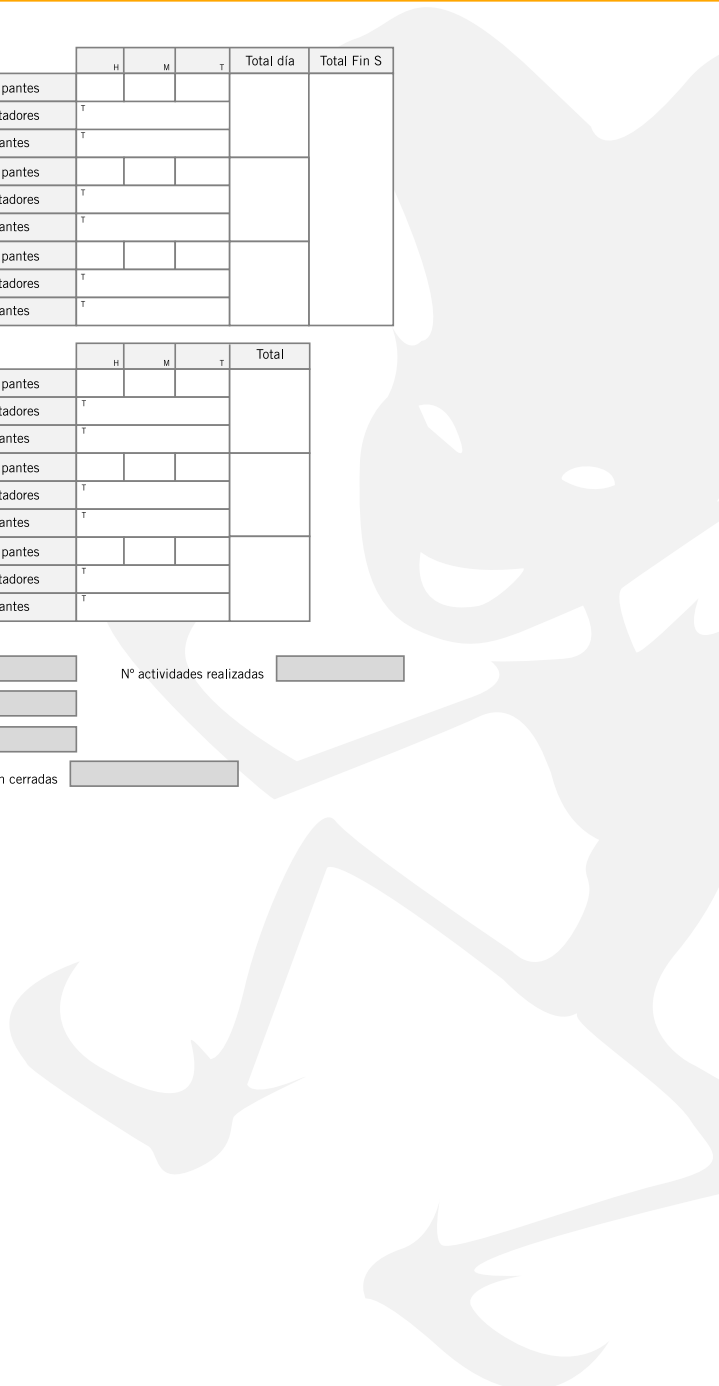 H M T Total día Total Fin S
pantes
tadores T
antes T
pantes
tadores T
antes T
pantes
tadores T
antes T
H M T Total
pantes
tadores T
antes T
pantes
tadores T
antes T
pantes
tadores T
antes T
Nº actividades realizadas
n cerradas